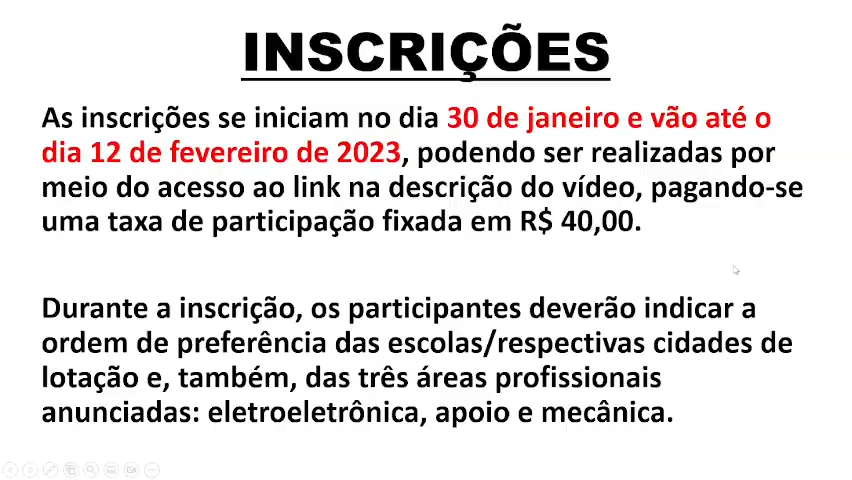 INSCRIÇÕES
As inscrições se iniciam no dia 30 de janeiro e vão até o
dia 12 de fevereiro de 2023, podendo ser realizadas por
meio do acesso ao link na descrição do vídeo, pagando-se
uma taxa de participação fixada em R$ 40,00.
Durante a inscrição, os participantes deverão indicar a
ordem de preferência das escolas/respectivas cidades de
lotação e, também, das três áreas profissionais
anunciadas: eletroeletrônica, apoio e mecânica.